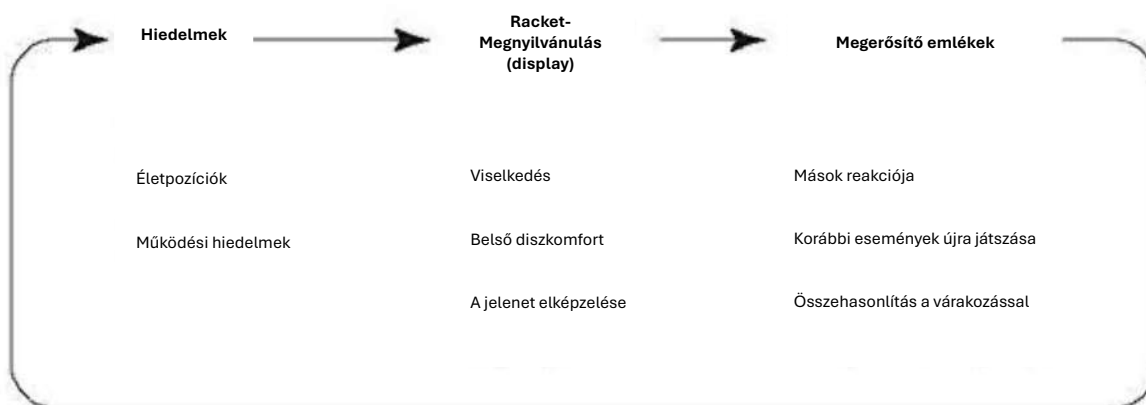 Hiedelmek
Racket-
Megnyilvánulás
(display)
Megerősítő emlékek
Életpozíciók
Működési hiedelmek
Viselkedés
Belső diszkomfort
A jelenet elképzelése
Mások reakciója
Korábbi események újra játszása
Összehasonlítás a várakozással